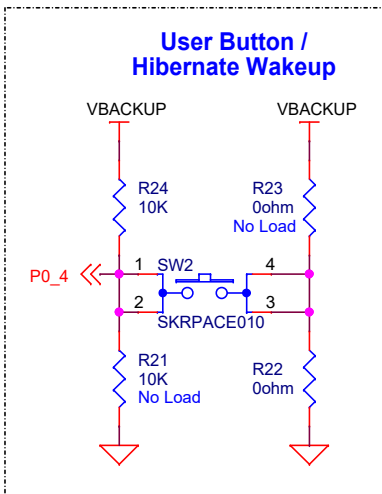 User Button /
Hibernate Wakeup
VBACKUP VBACKUP
R24 R23
10K 0ohm
No Load
P0_4 1 SW2 4
2 3
SKRPACE010
R21 R22
10K 0ohm
No Load